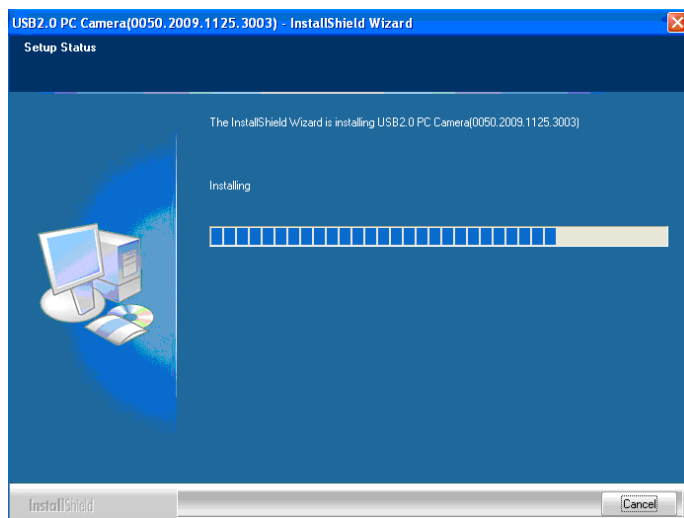 USB2.0 PC Camera(0050.2009.1125.3003) - InstallShield Wizard
Setup Status
The InstallShield Wizard is installing USB2.0 PC Camera(0050.2009.1125.3003)
Installing
InstallShield
Cancel